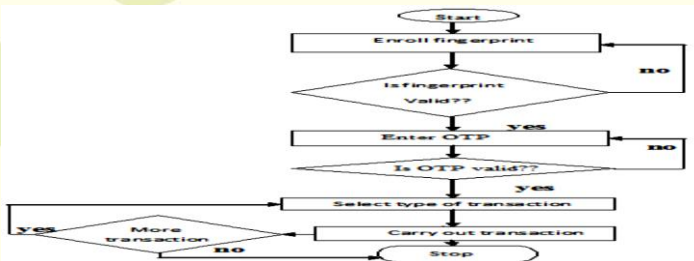 Start
Enroll fingerprint
no
Is fingerprint
Valid??
yes
Enter OTP
no
Is OTP valid??
yes
Select type of transaction
yes
More
transaction
Carry out transaction
no
Stop